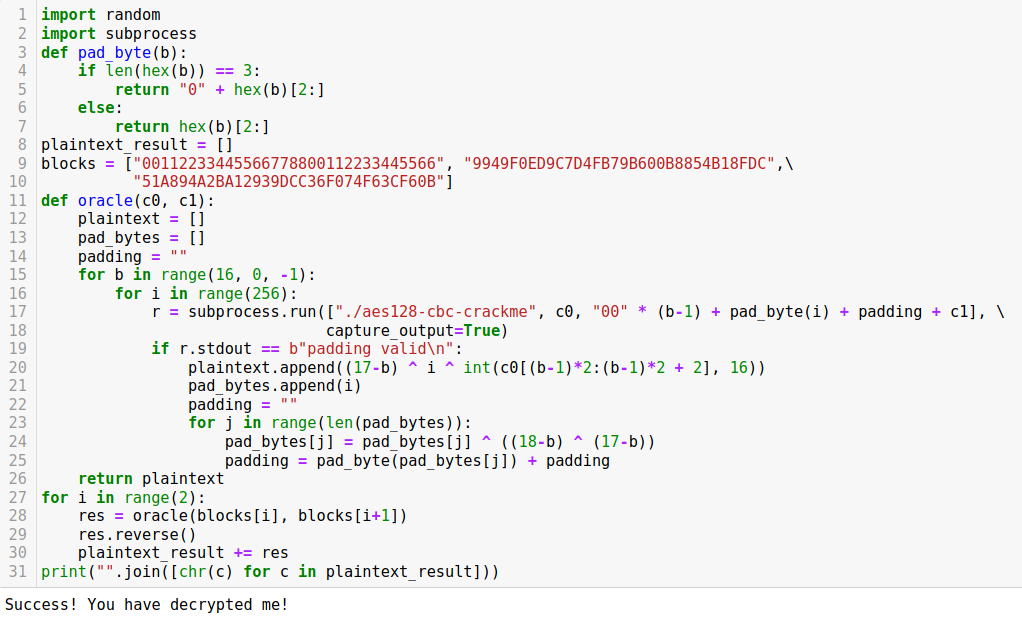 1 import random
2 import subprocess
3 def pad_byte(b):
4     if len(hex(b)) == 3:
5         return "0" + hex(b)[2:]
6     else:
7         return hex(b)[2:]
8 plaintext_result = []
9 blocks = ["00112233445566778800112233445566", "9949F0ED9C7D4FB79B600B8854B18FDC",\
10           "51A894A2BA12939DCC36F074F63CF60B"]
11 def oracle(c0, c1):
12     plaintext = []
13     pad_bytes = []
14     padding = ""
15     for b in range(16, 0, -1):
16         for i in range(256):
17             r = subprocess.run(["./aes128-cbc-crackme", c0, "00" * (b-1) + pad_byte(i) + padding + c1], \
18                                capture_output=True)
19             if r.stdout == b"padding valid\n":
20                 plaintext.append((17-b) ^ i ^ int(c0[(b-1)*2:(b-1)*2 + 2], 16))
21                 pad_bytes.append(i)
22                 padding = ""
23                 for j in range(len(pad_bytes)):
24                     pad_bytes[j] = pad_bytes[j] ^ ((18-b) ^ (17-b))
25                     padding = pad_byte(pad_bytes[j]) + padding
26     return plaintext
27 for i in range(2):
28     res = oracle(blocks[i], blocks[i+1])
29     res.reverse()
30     plaintext_result += res
31 print("".join([chr(c) for c in plaintext_result]))
Success! You have decrypted me!